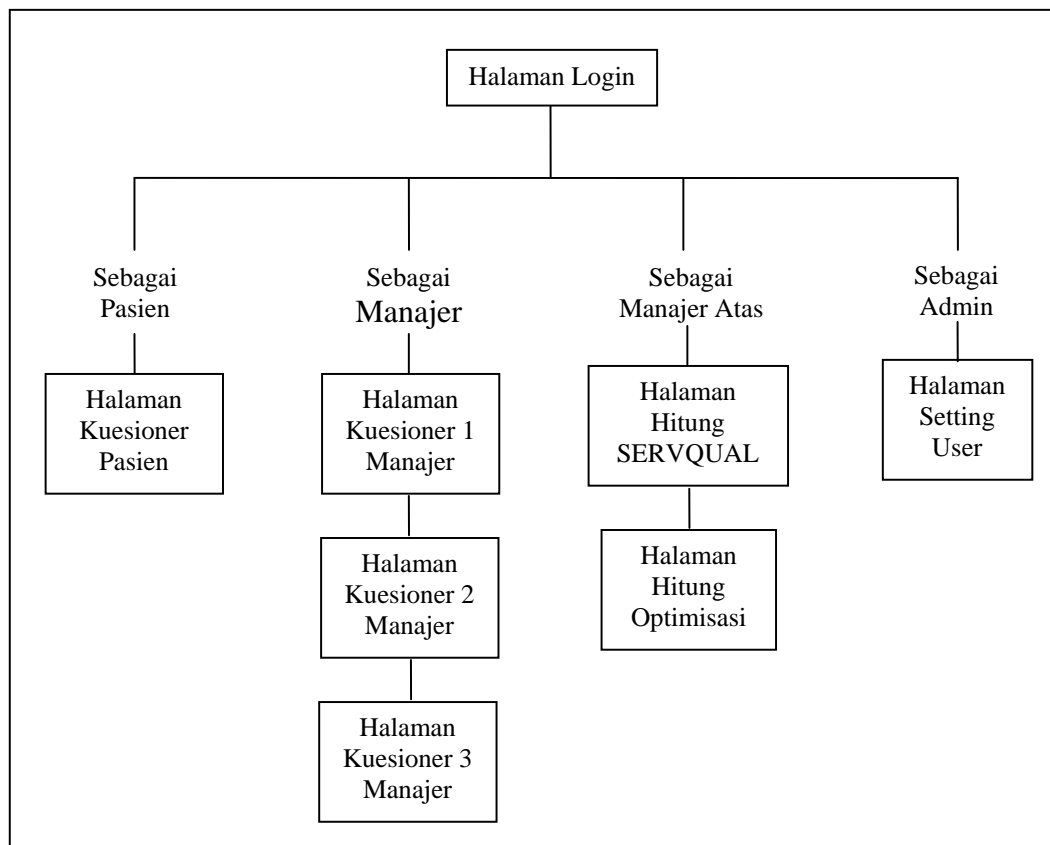 Halaman Login
Sebagai
Pasien
Sebagai
Manajer
Sebagai
Manajer Atas
Sebagai
Admin
Halaman
Kuesioner
Pasien
Halaman
Kuesioner 1
Manajer
Halaman
Hitung
SERVQUAL
Halaman
Setting
User
Halaman
Kuesioner 2
Manajer
Halaman
Hitung
Optimisasi
Halaman
Kuesioner 3
Manajer